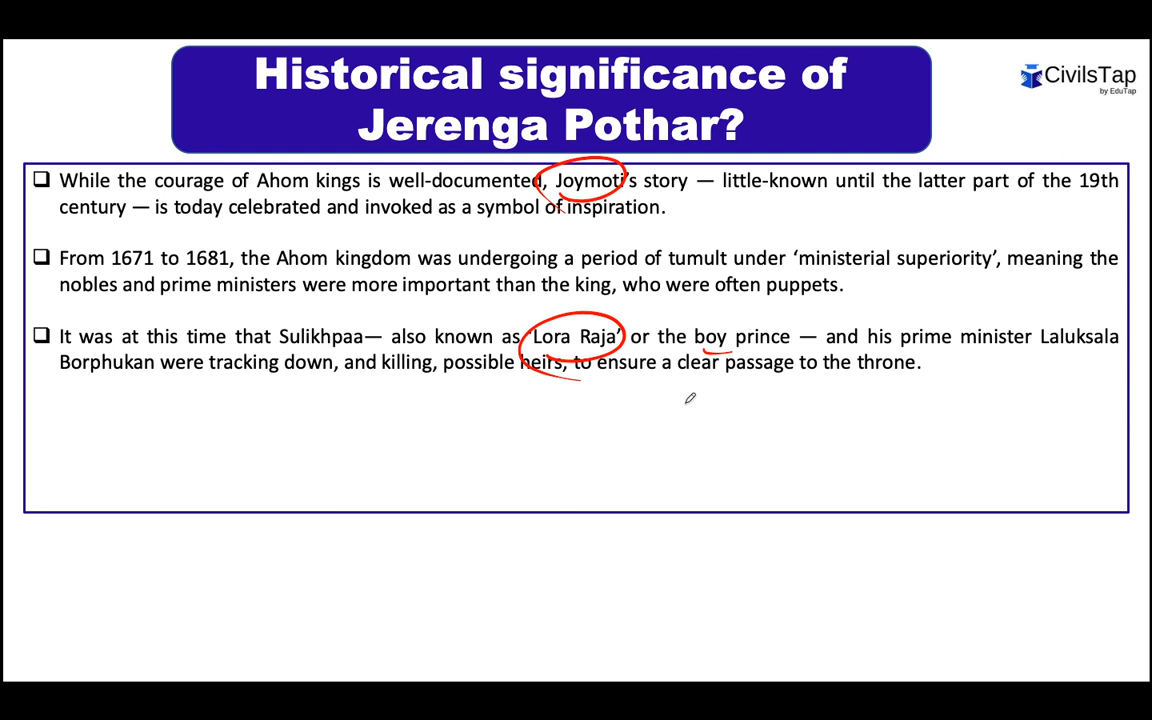 Historical significance of
Jerenga Pothar?
CivilsTap
by EduTap
While the courage of Ahom kings is well-documented, Joymoti's story — little-known until the latter part of the 19th
century — is today celebrated and invoked as a symbol of inspiration.
From 1671 to 1681, the Ahom kingdom was undergoing a period of tumult under ‘ministerial superiority’, meaning the
nobles and prime ministers were more important than the king, who were often puppets.
It was at this time that Sulikhpaa— also known as ‘Lora Raja’ or the boy prince — and his prime minister Laluksala
Borphukan were tracking down, and killing, possible heirs, to ensure a clear passage to the throne.